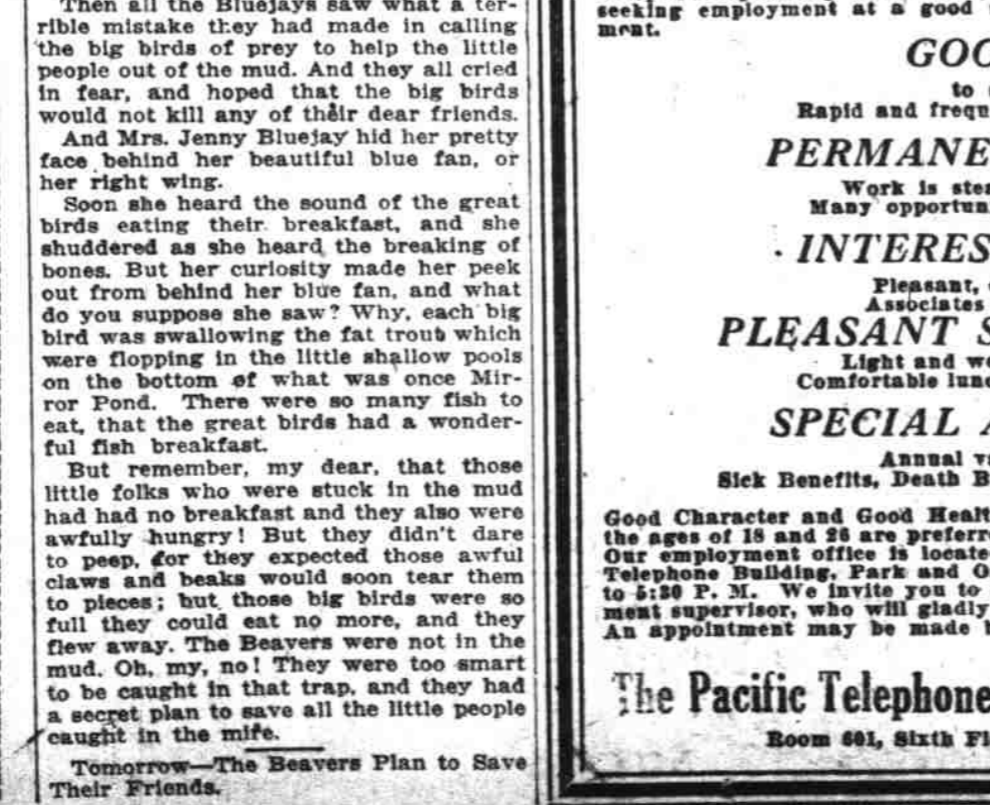 Then all the Bluejays saw what a ter-
rible mistake they had made in calling
the big birds of prey to help the little
people out of the mud. And they all cried
in fear, and hoped that the big birds
would not kill any of their dear friends.
And Mrs. Jenny Bluejay hid her pretty
face behind her beautiful blue fan, or
her right wing.
Soon she heard the sound of the great
birds eating their breakfast, and she
shuddered as she heard the breaking of
bones. But her curiosity made her peek
out from behind her blue fan, and what
do you suppose she saw? Why, each big
bird was swallowing the fat trout which
were flopping in the little shallow pools
on the bottom of what was once Mir-
ror Pond. There were so many fish to
eat, that the great birds had a wonder-
ful fish breakfast.
But remember, my dear, that those
little folks who were stuck in the mud
had had no breakfast and they also were
awfully hungry! But they didn't dare
to peep, for they expected those awful
claws and beaks would soon tear them
to pieces; but those big birds were so
full they could eat no more, and they
flew away. The Beavers were not in the
mud. Oh, my, no! They were too smart
to be caught in that trap, and they had
a secret plan to save all the little people
caught in the mire.
Tomorrow—The Beavers Plan to Save
Their Friends.
seeking employment at a good
ment.
GOO
to
Rapid and frequ
PERMANE
Work is stea
Many opportun
INTERES
Pleasant,
Associates
PLEASANT S
Light and we
Comfortable lunc
SPECIAL A
Annual va
Sick Benefits, Death B
Good Character and Good Healt
the ages of 18 and 26 are preferre
Our employment office is locate
Telephone Building, Park and O
to 5:30 P. M. We invite you to
ment supervisor, who will gladly
An appointment may be made b
The Pacific Telephone
Room 601, Sixth Fl